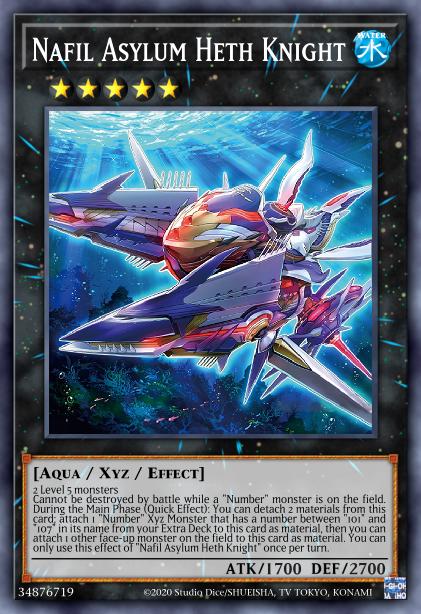 NAFIL ASYLUM HETH KNIGHT
WATER
水
[AQUA / XYZ / EFFECT]
2 Level 5 monsters
Cannot be destroyed by battle while a "Number" monster is on the field.
During the Main Phase (Quick Effect): You can detach 2 materials from this
card; attach 1 "Number" Xyz Monster that has a number between "101" and
"107" in its name from your Extra Deck to this card as material, then you can
attach 1 other face-up monster on the field to this card as material. You can
only use this effect of "Nafil Asylum Heth Knight" once per turn.
ATK/1700 DEF/2700
34876719
©2020 Studio Dice/SHUEISHA, TV TOKYO, KONAMI